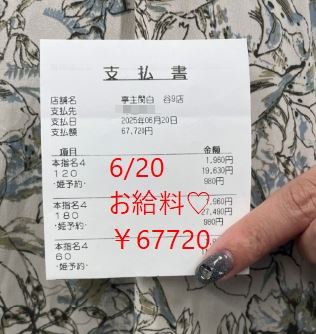 支払書
店舗名 亭主関白 谷9店
支払先
支払日 2025年06月20日
支払額 67,720円
項目 金額
本指名4 1,960円
120 19,630円
・姫予約・ 980円
本指名4 960円
180 27,490円
・姫予約・ 980円
本指名4
60
・姫予約・
6/20
お給料♡
￥67720